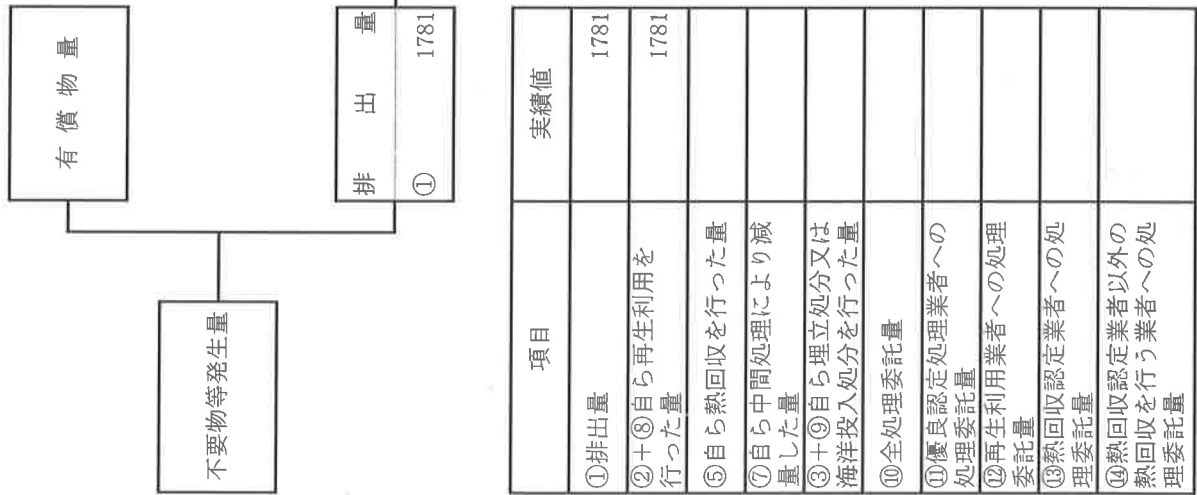 有償物量
不要物等発生量
排出量
① 1781
項目 実績値
①排出量 1781
②+⑧自ら再生利用を
行った量 1781
⑤自ら熱回収を行った量
⑦自ら中間処理により減
量した量
③+⑨自ら埋立処分又は
海洋投入処分を行った量
⑩全処理委託量
⑪優良認定処理業者への
処理委託量
⑫再生利用業者への処理
委託量
⑬熱回収認定業者への処
理委託量
⑭熱回収認定業者以外の
熱回収を行う業者への処
理委託量